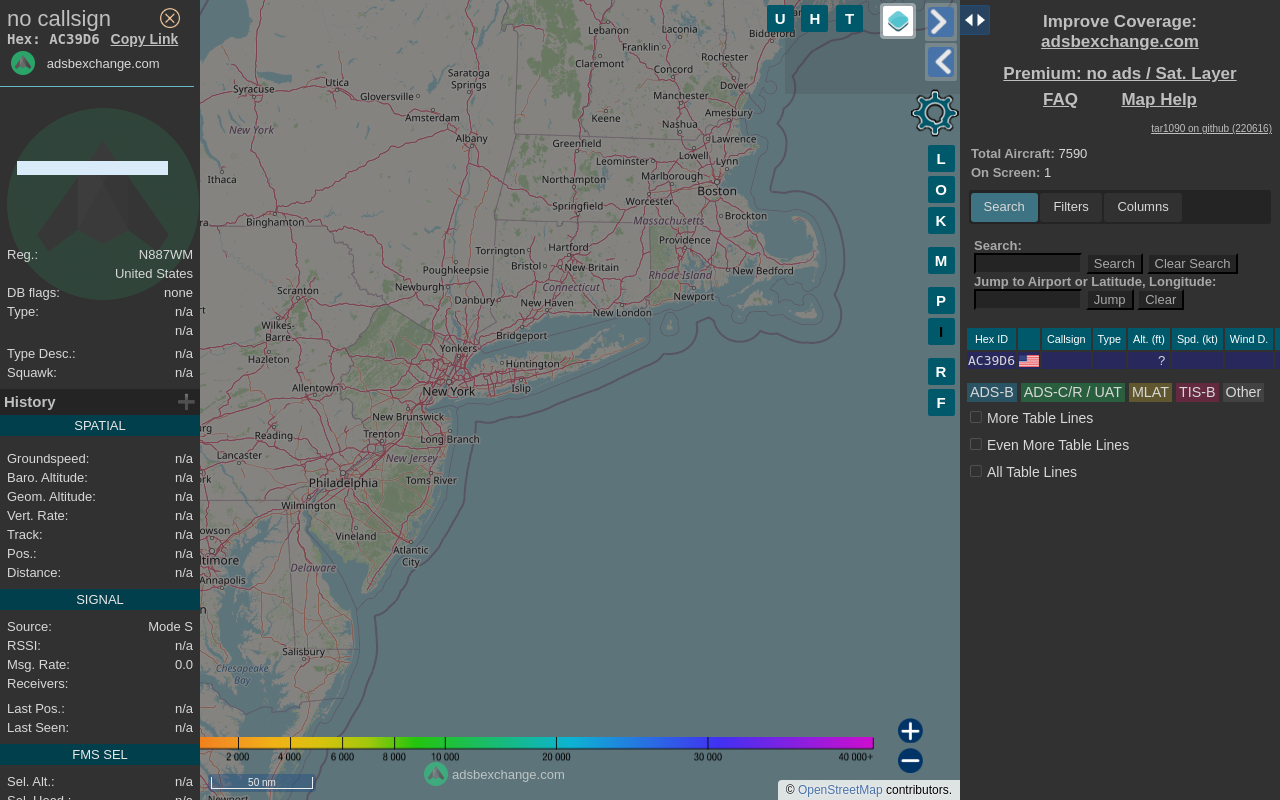 no callsign
Hex: AC39D6 Copy Link
adsbexchange.com
Reg.: N887WM
United States
DB flags: none
Type: n/a
n/a
Type Desc.: n/a
Squawk: n/a
History
SPATIAL
Groundspeed: n/a
Baro. Altitude: n/a
Geom. Altitude: n/a
Vert. Rate: n/a
Track: n/a
Pos.: n/a
Distance: n/a
SIGNAL
Source: Mode S
RSSI: n/a
Msg. Rate: 0.0
Receivers:
Last Pos.: n/a
Last Seen: n/a
FMS SEL
Sel. Alt.: n/a
U H T
Lebanon
Laconia
Biddeford
Franklin
Claremont
Rochester
Concord
Saratoga
Springs
Utica
Dover
Syracuse
Gloversville
Manchester
Amesbury
Amsterdam
Keene
Nashua
New York
Albany
Lawrence
Greenfield
Lowell
Leominster
Lynn
Ithaca
Northampton
Marlborough
Boston
Worcester
Springfield
Brockton
Binghamton
Massachusetts
Providence
Torrington
Hartford
Poughkeepsie
Bristol
New Britain
New Bedford
Rhode Island
Newburgh
Connecticut
Scranton
Danbury
New Haven
Newport
New London
Wilkes-
Barre
Bridgeport
Yonkers
Hazleton
Huntington
Allentown
New York
Islip
New Brunswick
Reading
Trenton
Long Branch
Lancaster
New Jersey
Philadelphia
Toms River
Wilmington
Vineland
Atlantic
City
Delaware
Annapolis
Salisbury
Chesapeake
Bay
L
O
K
M
P
I
R
F
2 000 4 000 6 000 8 000 10 000 20 000 30 000 40 000+
50 nm
adsbexchange.com
© OpenStreetMap contributors.
Improve Coverage:
adsbexchange.com
Premium: no ads / Sat. Layer
FAQ Map Help
tar1090 on github (220616)
Total Aircraft: 7590
On Screen: 1
Search Filters Columns
Search:
Search Clear Search
Jump to Airport or Latitude, Longitude:
Jump Clear
Hex ID Callsign Type Alt. (ft) Spd. (kt) Wind D.
AC39D6 ?
ADS-B ADS-C/R / UAT MLAT TIS-B Other
More Table Lines
Even More Table Lines
All Table Lines